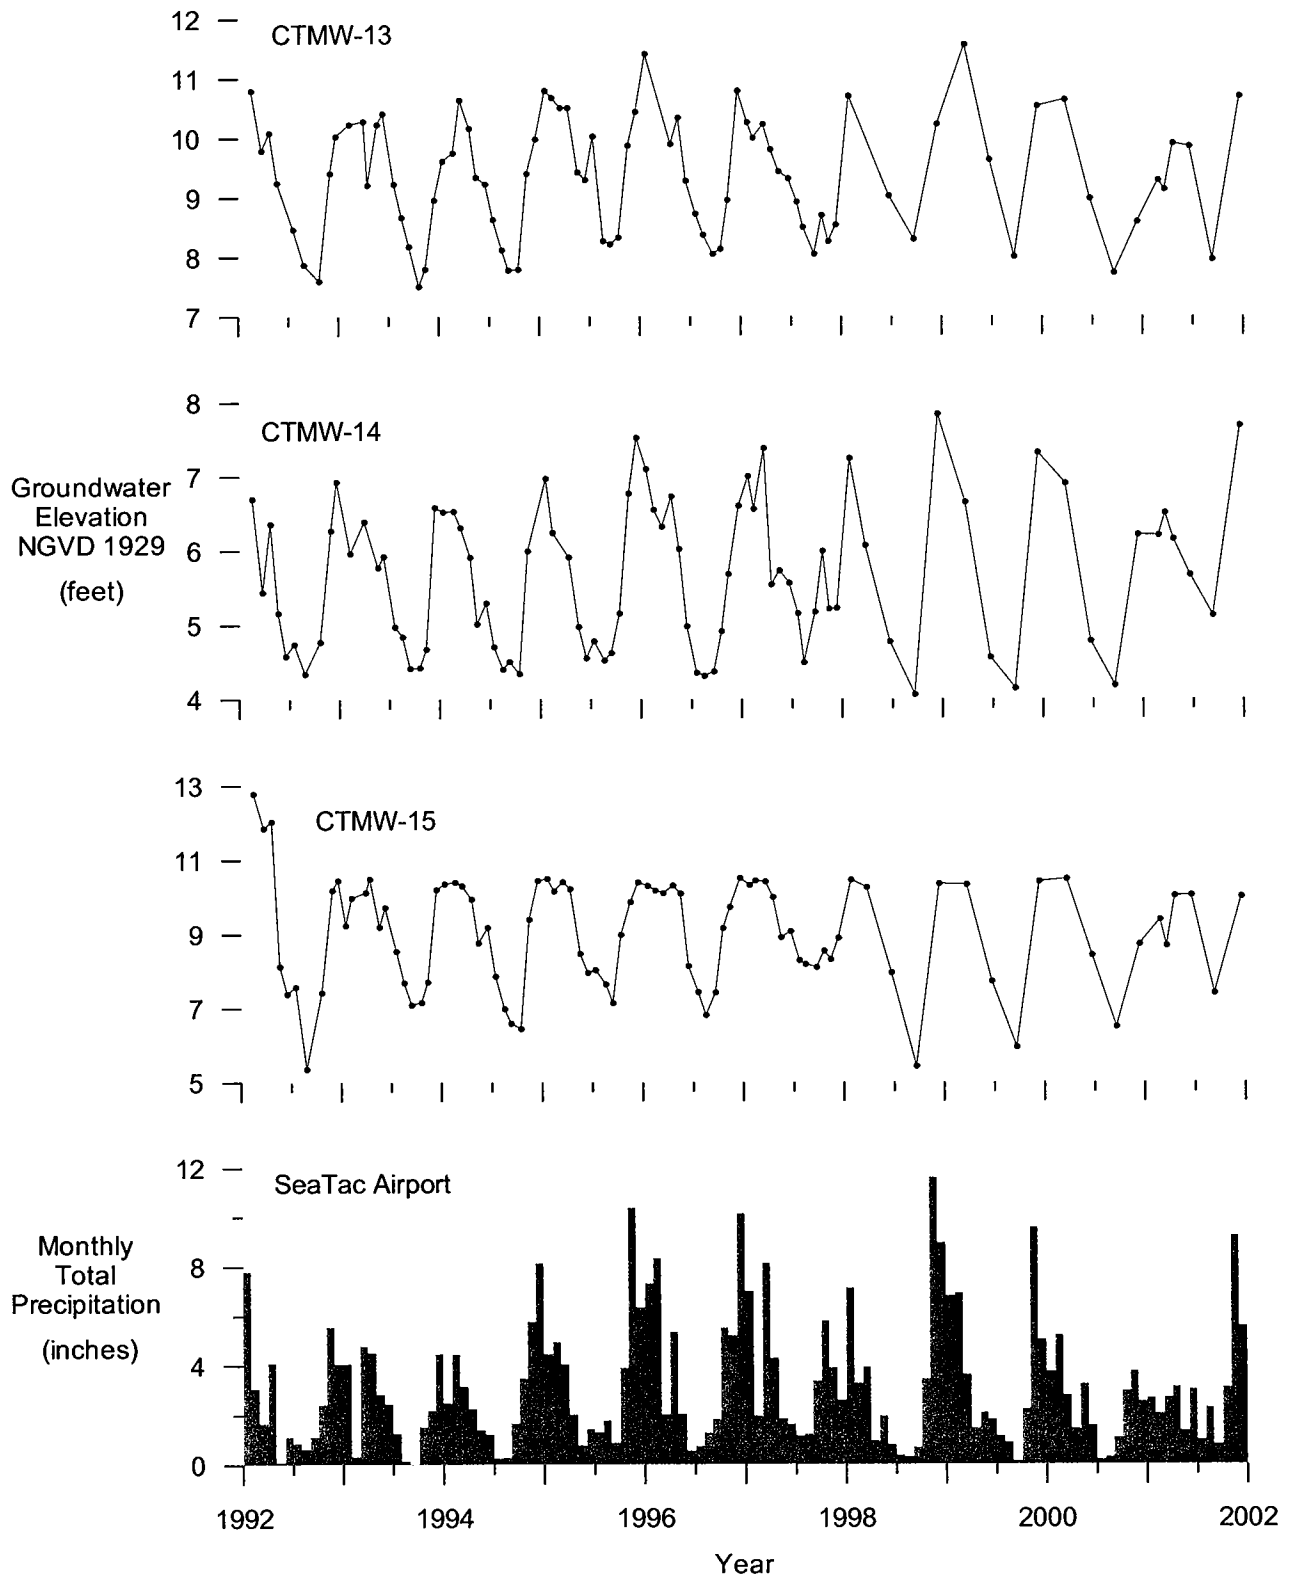 12
CTMW-13
11
10
9
8
7
8
CTMW-14
7
Groundwater
Elevation
NGVD 1929
(feet)
6
5
4
13
CTMW-15
11
9
7
5
12
SeaTac Airport
Monthly
Total
Precipitation
(inches)
8
4
0
1992 1994 1996 1998 2000 2002
Year